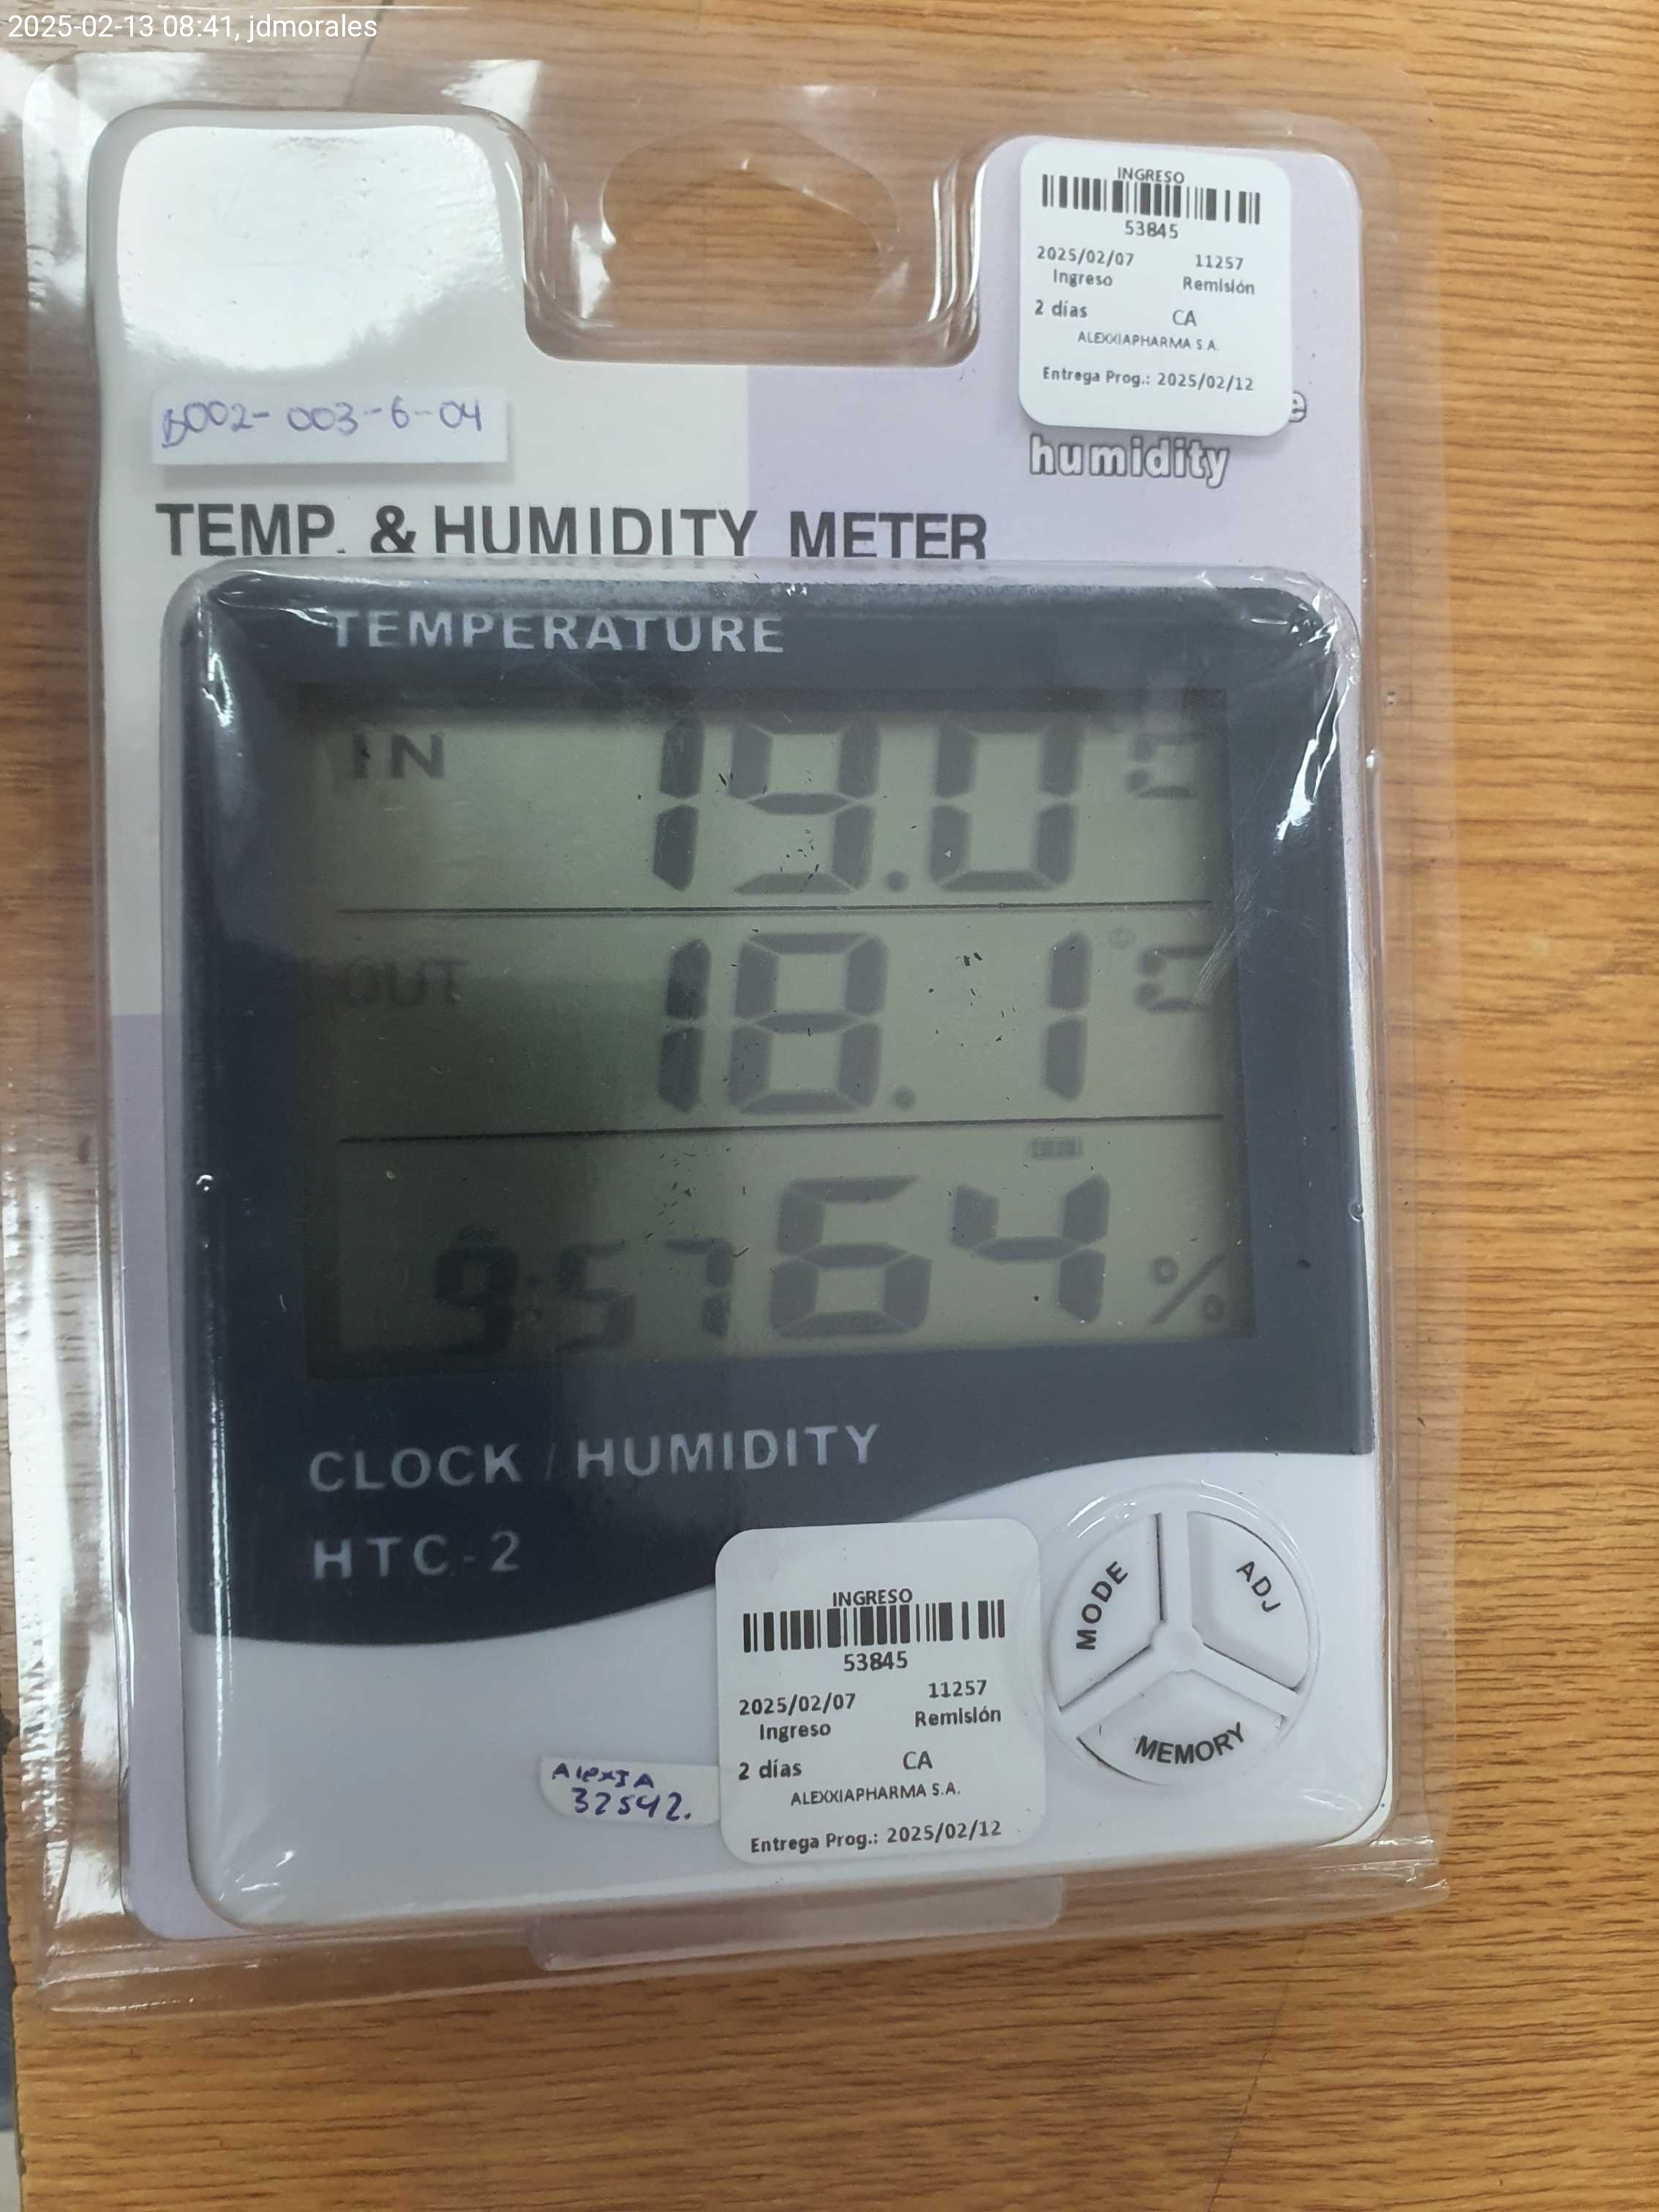 2025-02-13 08:41, jdmorales
INGRESO
53845
2025/02/07 11257
Ingreso Remisión
2 días CA
ALEXXIAPHARMA S.A.
Entrega Prog.: 2025/02/12
B002-003-6-04
e
humidity
TEMP. & HUMIDITY METER
TEMPERATURE
IN 19.0 °C
OUT 18.1 °C
9:57 64 %
CLOCK / HUMIDITY
HTC-2
MODE
ADJ
MEMORY
INGRESO
53845
2025/02/07 11257
Ingreso Remisión
2 días CA
ALEXXIAPHARMA S.A.
Entrega Prog.: 2025/02/12
AlexIA
32542.